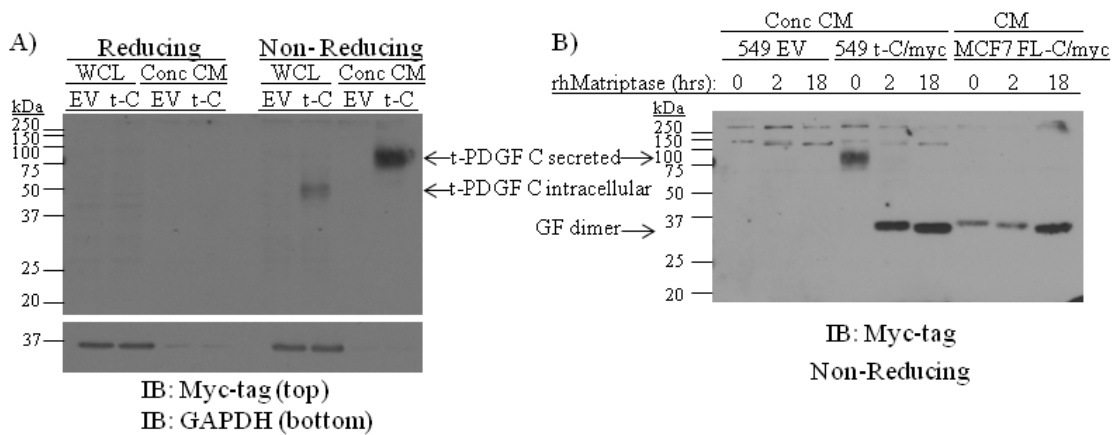 A)
Reducing Non-Reducing
WCL Conc CM WCL Conc CM
EV t-C EV t-C EV t-C EV t-C
kDa
250
150
100
75
50
37
25
20
37
IB: Myc-tag (top)
IB: GAPDH (bottom)
t-PDGF C secreted
t-PDGF C intracellular
GF dimer
B)
Conc CM CM
549 EV 549 t-C/myc MCF7 FL-C/myc
rhMatriptase (hrs): 0 2 18 0 2 18 0 2 18
kDa
250
150
100
75
50
37
25
20
IB: Myc-tag
Non-Reducing